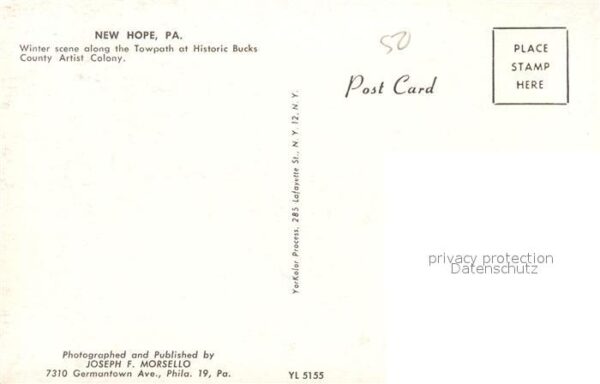 NEW HOPE, PA.
Winter scene along the Towpath at Historic Bucks
County Artist Colony.
50
Post Card
PLACE
STAMP
HERE
YorKolor Process, 285 Lafayette St., N. Y. 12, N. Y.
privacy protection
Datenschutz
Photographed and Published by
JOSEPH F. MORSELLO
7310 Germantown Ave., Phila. 19, Pa.
YL 5155